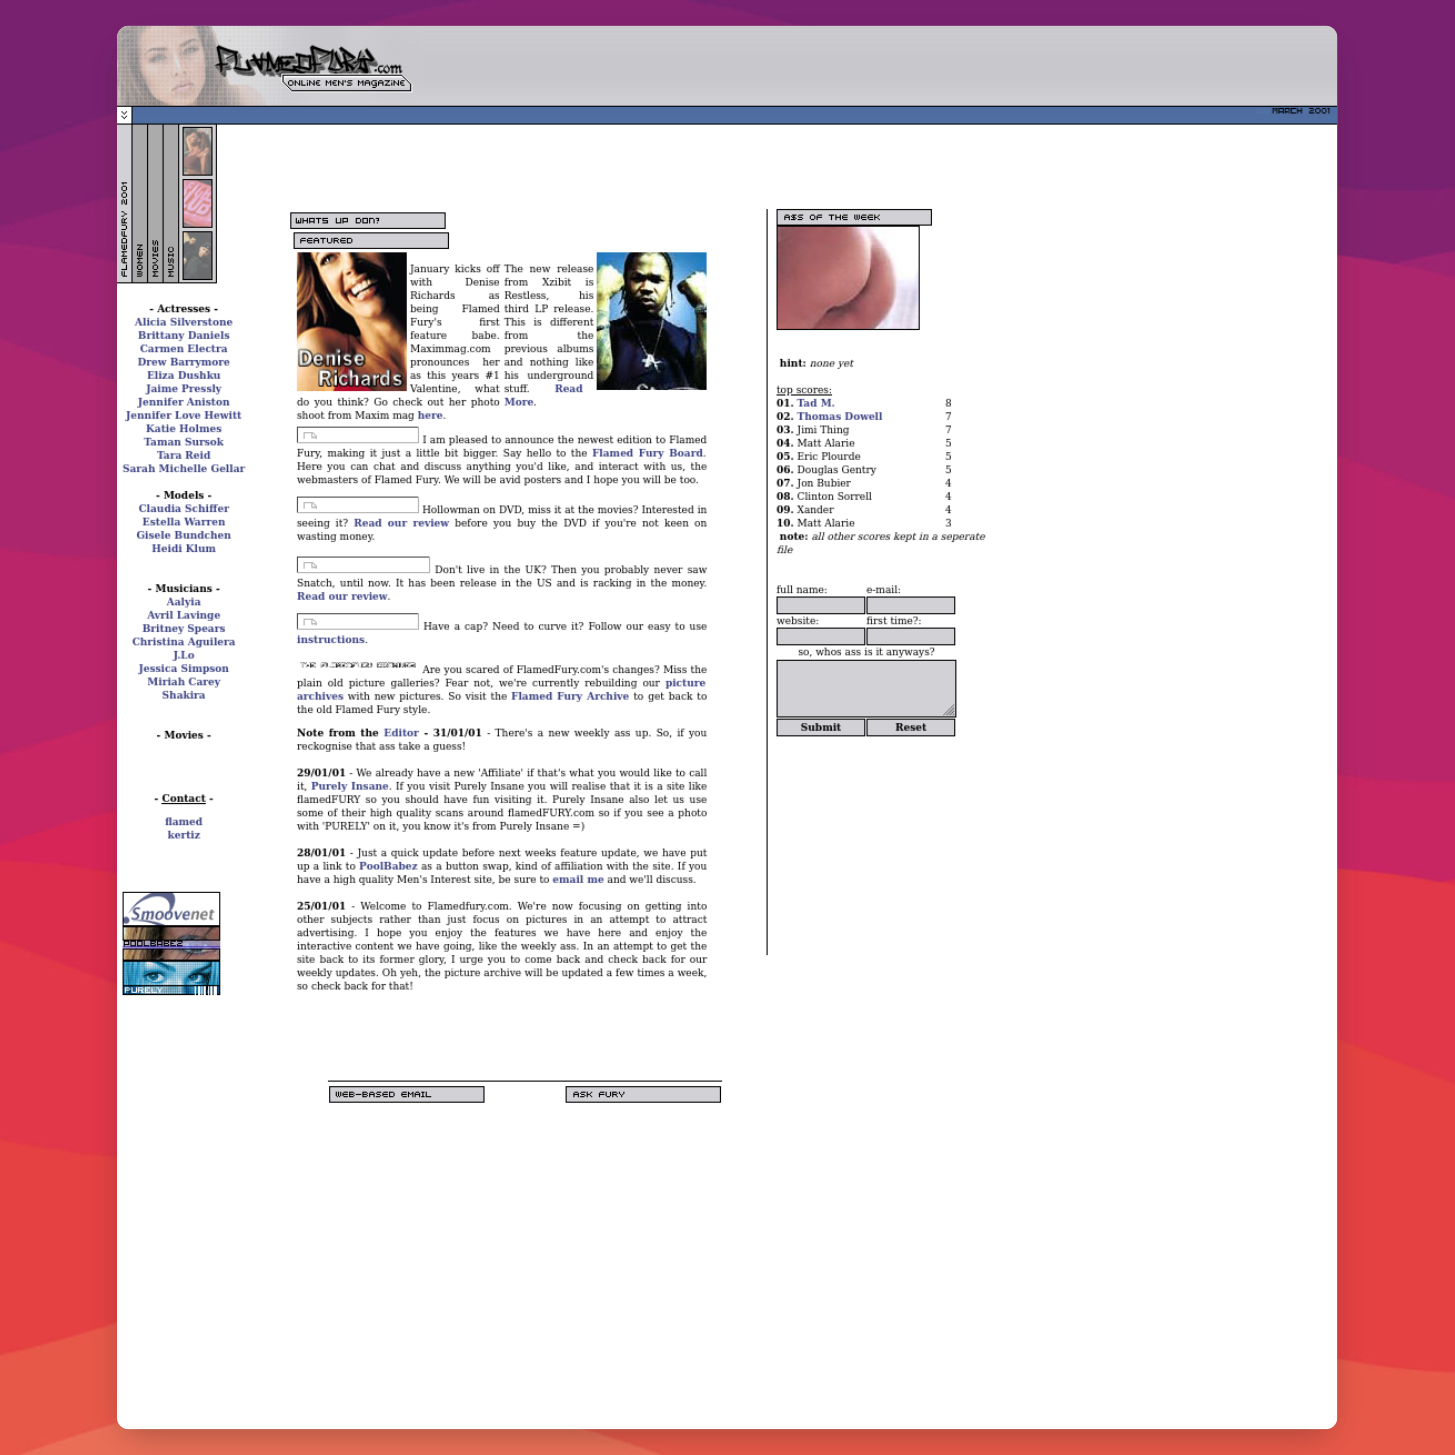 FLAMEDFURY.com
ONLINE MEN'S MAGAZINE
MARCH 2001
FLAMEDFURY 2001
WOMEN
MOVIES
MUSIC
- Actresses -
Alicia Silverstone
Brittany Daniels
Carmen Electra
Drew Barrymore
Eliza Dushku
Jaime Pressly
Jennifer Aniston
Jennifer Love Hewitt
Katie Holmes
Taman Sursok
Tara Reid
Sarah Michelle Gellar
- Models -
Claudia Schiffer
Estella Warren
Gisele Bundchen
Heidi Klum
- Musicians -
Aalyia
Avril Lavinge
Britney Spears
Christina Aguilera
J.Lo
Jessica Simpson
Miriah Carey
Shakira
- Movies -
- Contact -
flamed
kertiz
Smoovenet
POOLBABEZ
PURELY
WHATS UP DON?
FEATURED
Denise
Richards
January kicks off
with Denise
Richards as
being Flamed
Fury's first
feature babe.
Maximmag.com
pronounces her
as this years #1
Valentine, what
do you think? Go check out her photo
shoot from Maxim mag here.
The new release
from Xzibit is
Restless, his
third LP release.
This is different
from the
previous albums
and nothing like
his underground
stuff. Read
More.
I am pleased to announce the newest edition to Flamed
Fury, making it just a little bit bigger. Say hello to the Flamed Fury Board.
Here you can chat and discuss anything you'd like, and interact with us, the
webmasters of Flamed Fury. We will be avid posters and I hope you will be too.
Hollowman on DVD, miss it at the movies? Interested in
seeing it? Read our review before you buy the DVD if you're not keen on
wasting money.
Don't live in the UK? Then you probably never saw
Snatch, until now. It has been release in the US and is racking in the money.
Read our review.
Have a cap? Need to curve it? Follow our easy to use
instructions.
Are you scared of FlamedFury.com's changes? Miss the
plain old picture galleries? Fear not, we're currently rebuilding our picture
archives with new pictures. So visit the Flamed Fury Archive to get back to
the old Flamed Fury style.
Note from the Editor - 31/01/01 - There's a new weekly ass up. So, if you
reckognise that ass take a guess!
29/01/01 - We already have a new 'Affiliate' if that's what you would like to call
it, Purely Insane. If you visit Purely Insane you will realise that it is a site like
flamedFURY so you should have fun visiting it. Purely Insane also let us use
some of their high quality scans around flamedFURY.com so if you see a photo
with 'PURELY' on it, you know it's from Purely Insane =)
28/01/01 - Just a quick update before next weeks feature update, we have put
up a link to PoolBabez as a button swap, kind of affiliation with the site. If you
have a high quality Men's Interest site, be sure to email me and we'll discuss.
25/01/01 - Welcome to Flamedfury.com. We're now focusing on getting into
other subjects rather than just focus on pictures in an attempt to attract
advertising. I hope you enjoy the features we have here and enjoy the
interactive content we have going, like the weekly ass. In an attempt to get the
site back to its former glory, I urge you to come back and check back for our
weekly updates. Oh yeh, the picture archive will be updated a few times a week,
so check back for that!
WEB-BASED EMAIL
ASK FURY
A$S OF THE WEEK
hint: none yet
top scores:
01. Tad M. 8
02. Thomas Dowell 7
03. Jimi Thing 7
04. Matt Alarie 5
05. Eric Plourde 5
06. Douglas Gentry 5
07. Jon Bubier 4
08. Clinton Sorrell 4
09. Xander 4
10. Matt Alarie 3
note: all other scores kept in a seperate
file
full name: e-mail:
website: first time?:
so, whos ass is it anyways?
Submit Reset